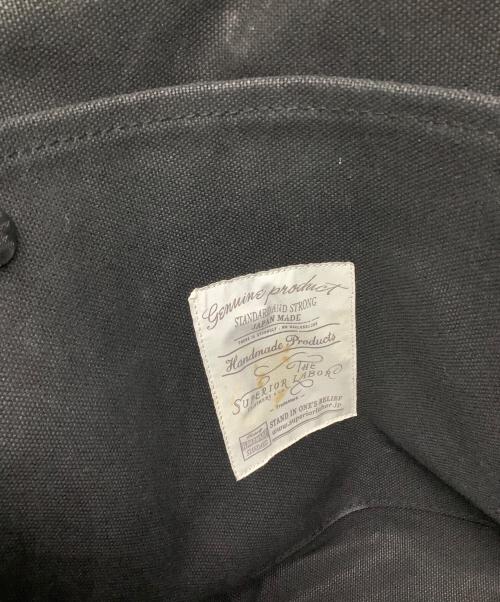 Genuine product
STANDARD AND STRONG
JAPAN MADE
Handmade Products
THE
SUPERIOR LABOR
STAND IN ONE'S BELIEF
www.superiorlabor.jp